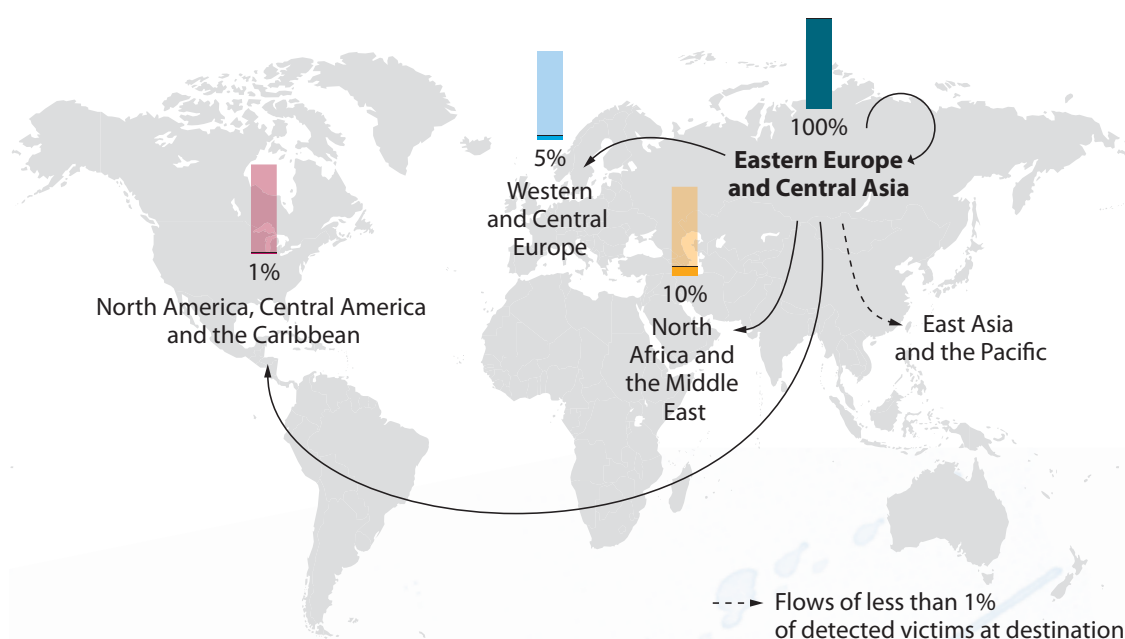 100%
Eastern Europe
and Central Asia
5%
Western
and Central
Europe
1%
North America, Central America
and the Caribbean
10%
North
Africa and
the Middle
East
East Asia
and the Pacific
Flows of less than 1%
of detected victims at destination